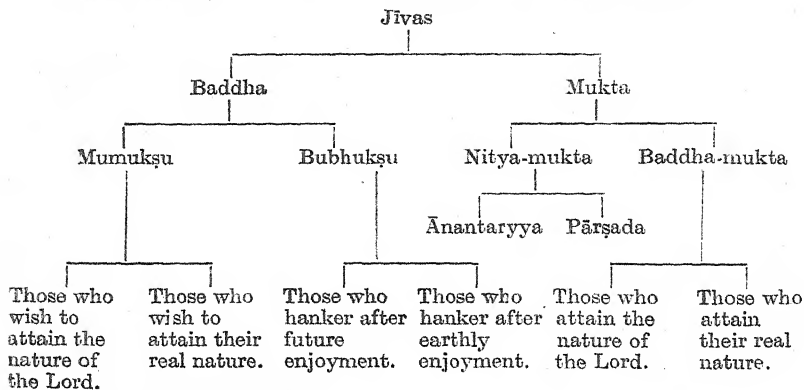 Jīvas
Baddha Mukta
Mumukṣu Bubhukṣu Nitya-mukta Baddha-mukta
Ānantaryya Pārṣada
Those who
wish to
attain the
nature of
the Lord.
Those who
wish to
attain their
real nature.
Those who
hanker after
future
enjoyment.
Those who
hanker after
earthly
enjoyment.
Those who
attain the
nature of
the Lord.
Those who
attain
their real
nature.